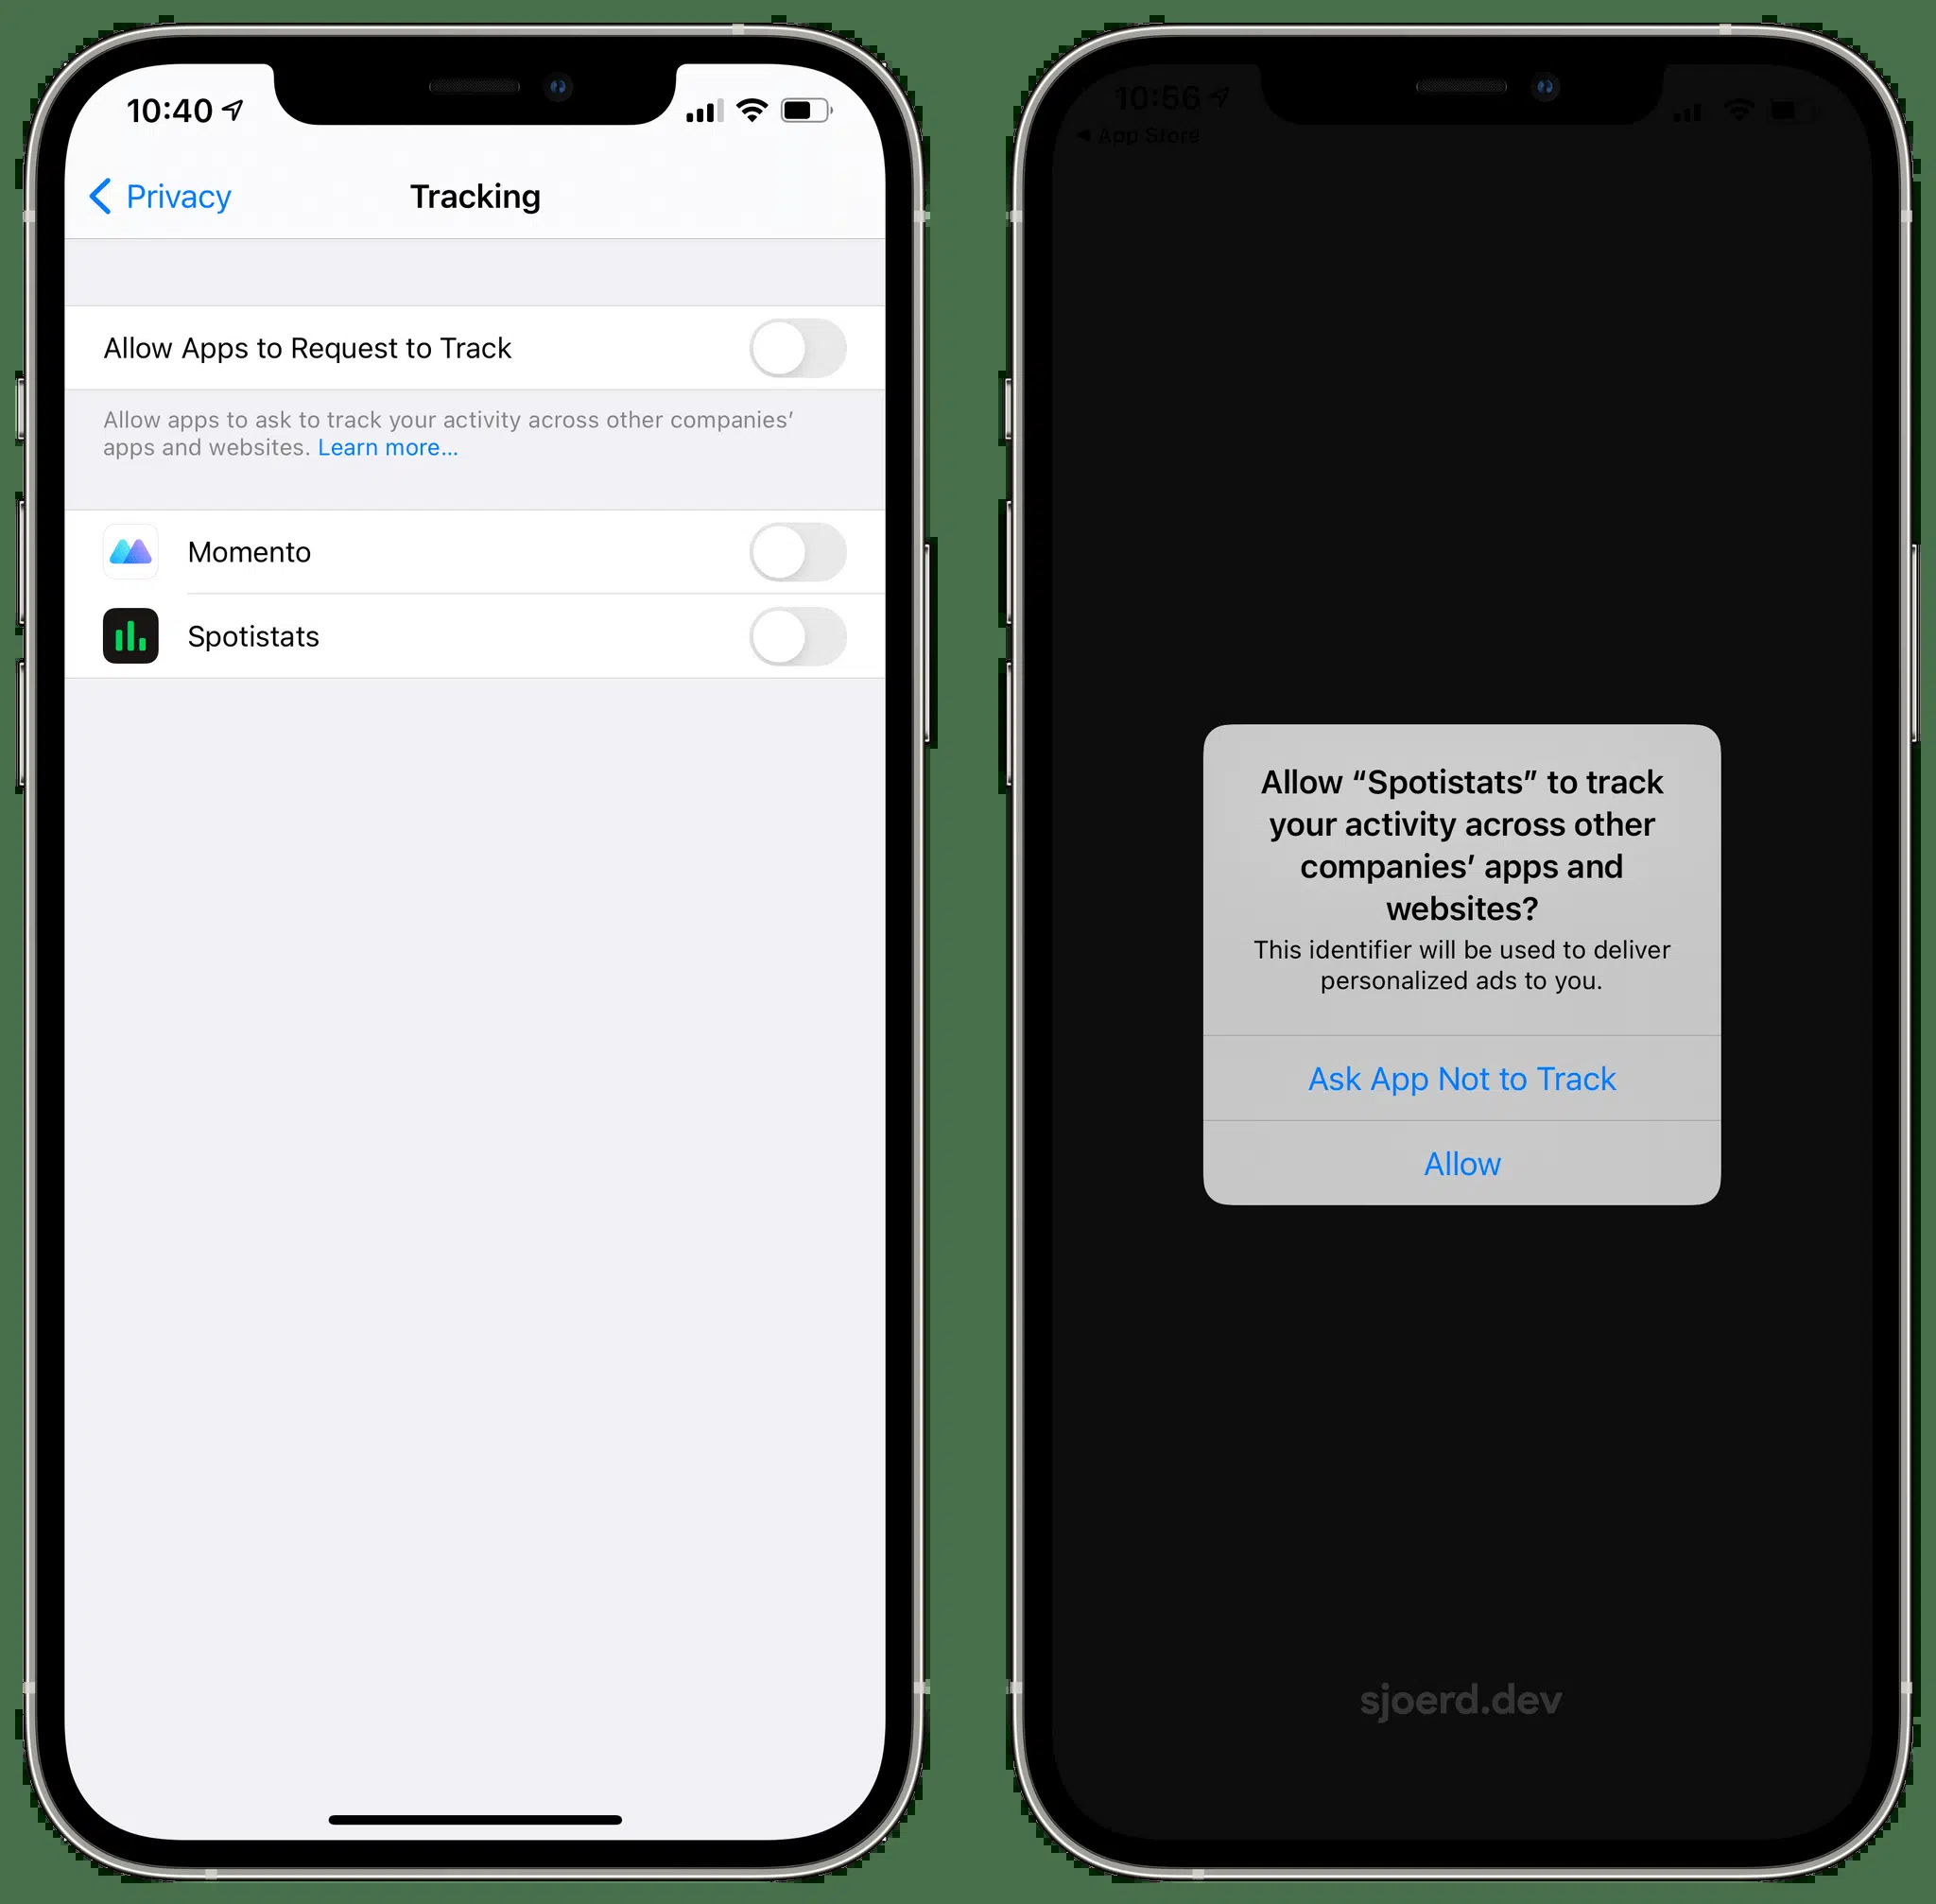 10:40
Privacy
Tracking
Allow Apps to Request to Track
Allow apps to ask to track your activity across other companies’
apps and websites. Learn more...
Momento
Spotistats
10:56
App Store
Allow “Spotistats” to track
your activity across other
companies’ apps and
websites?
This identifier will be used to deliver
personalized ads to you.
Ask App Not to Track
Allow
sjoerd.dev